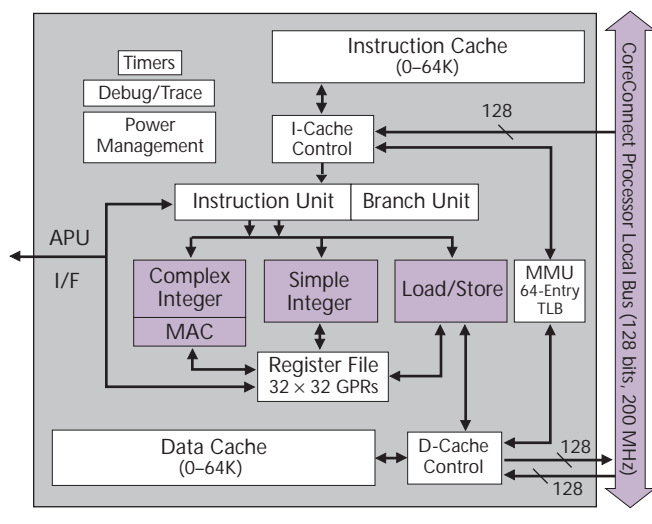 Instruction Cache
(0–64K)
Timers
Debug/Trace
Power
Management
I-Cache
Control
128
Instruction Unit
Branch Unit
APU
I/F
Complex
Integer
MAC
Simple
Integer
Load/Store
MMU
64-Entry
TLB
Register File
32 × 32 GPRs
Data Cache
(0–64K)
D-Cache
Control
128
128
CoreConnect Processor Local Bus (128 bits, 200 MHz)